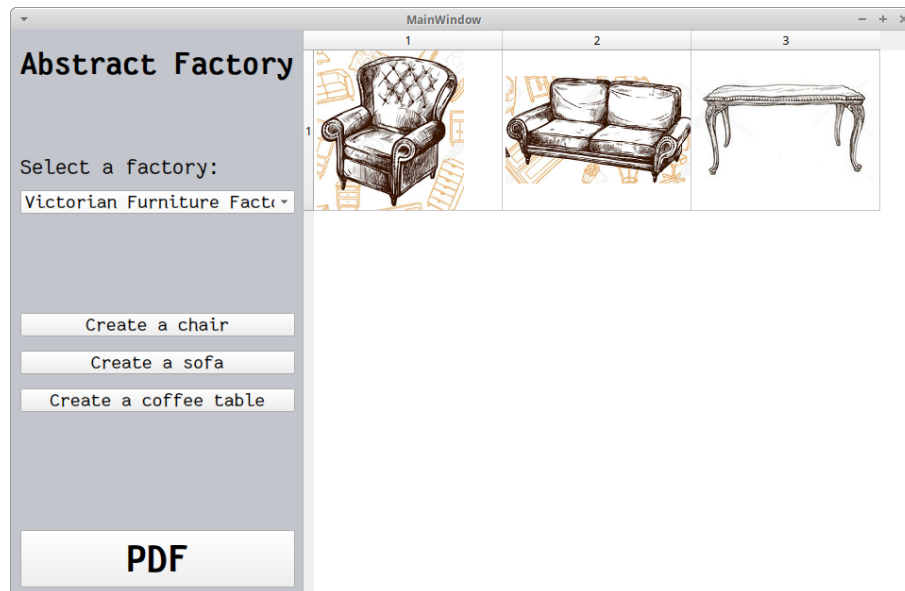 MainWindow
Abstract Factory
Select a factory:
Victorian Furniture Facto
Create a chair
Create a sofa
Create a coffee table
PDF
1 2 3
1